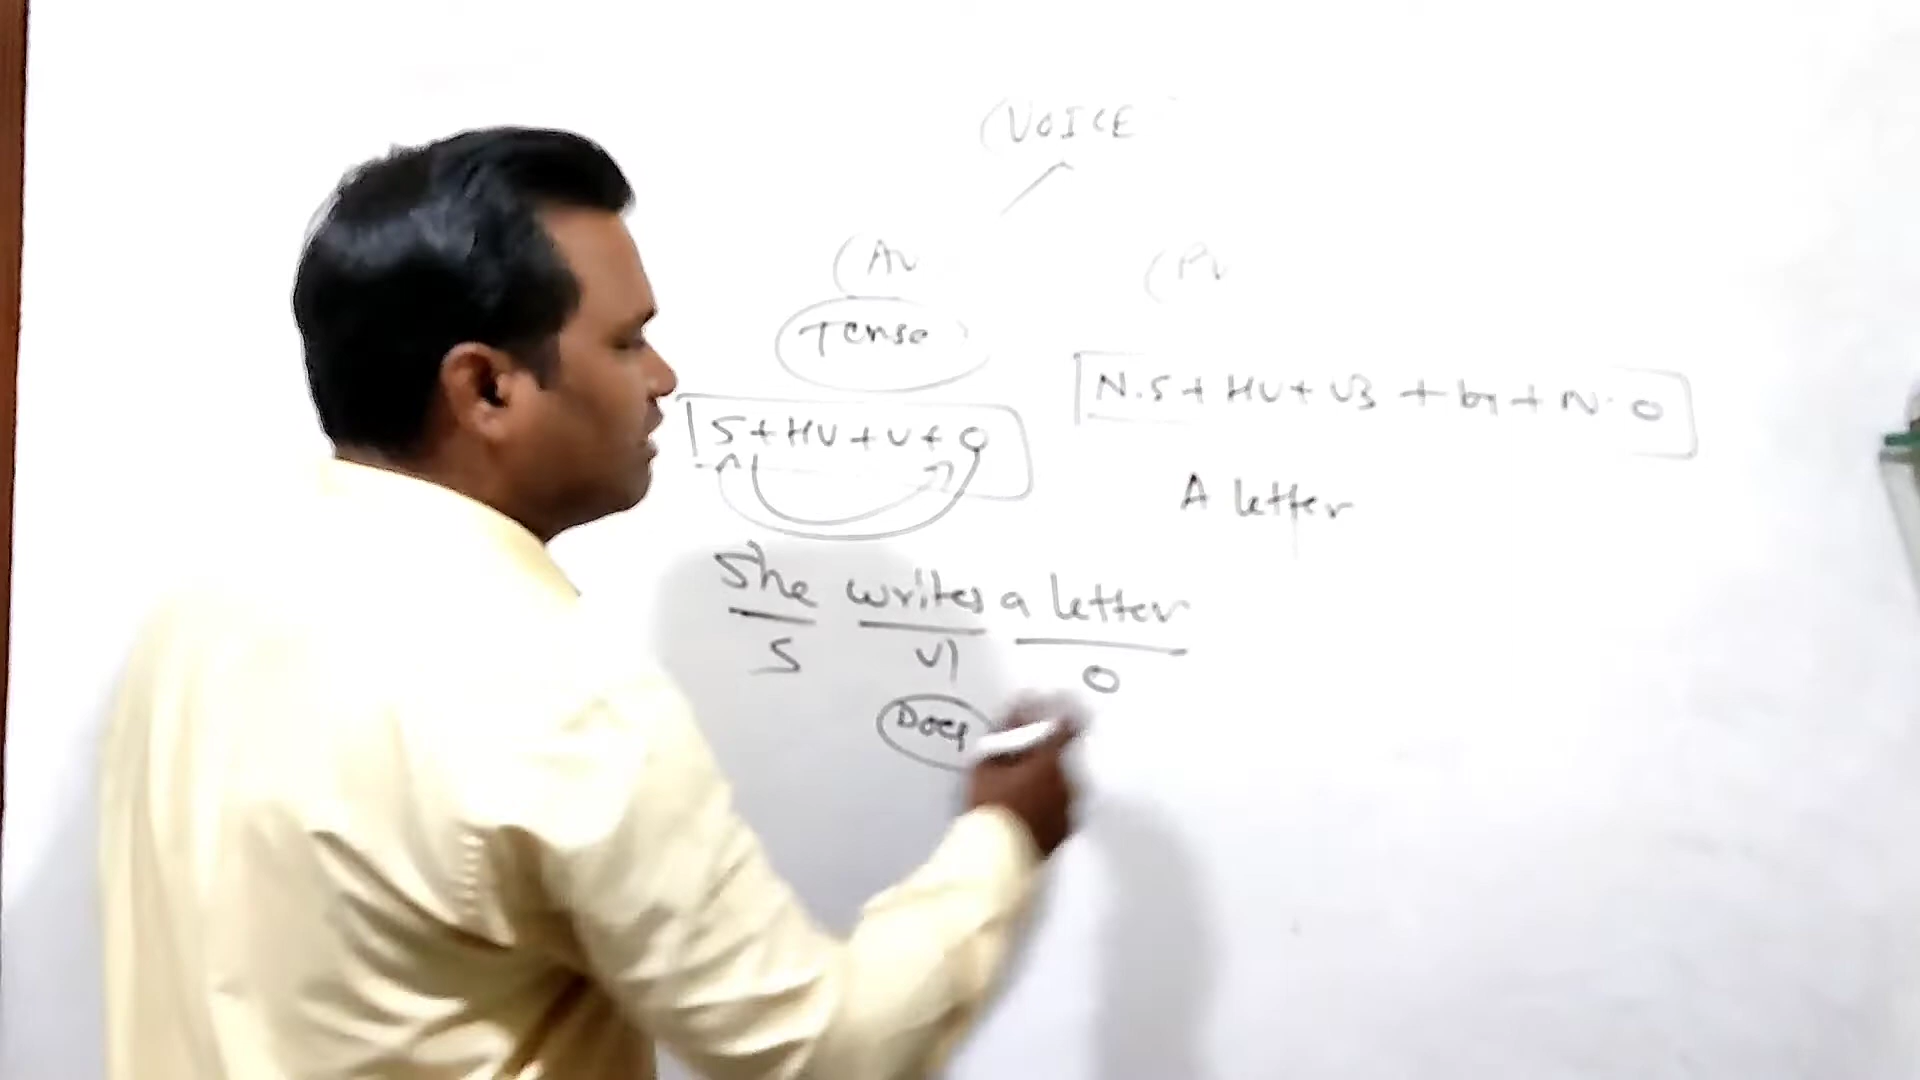 (VOICE
(AV
(PV
Tense
S+HV+V+O
N.S+HV+V3+by+N.O
A letter
She writes a letter
S V1 O
Does